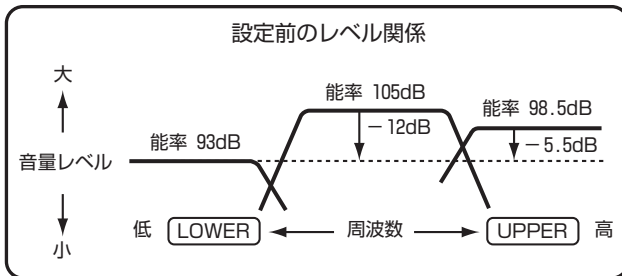 設定前のレベル関係
大
能率 105dB
能率 98.5dB
−12dB
能率 93dB
−5.5dB
音量レベル
低 LOWER 周波数 UPPER 高
小